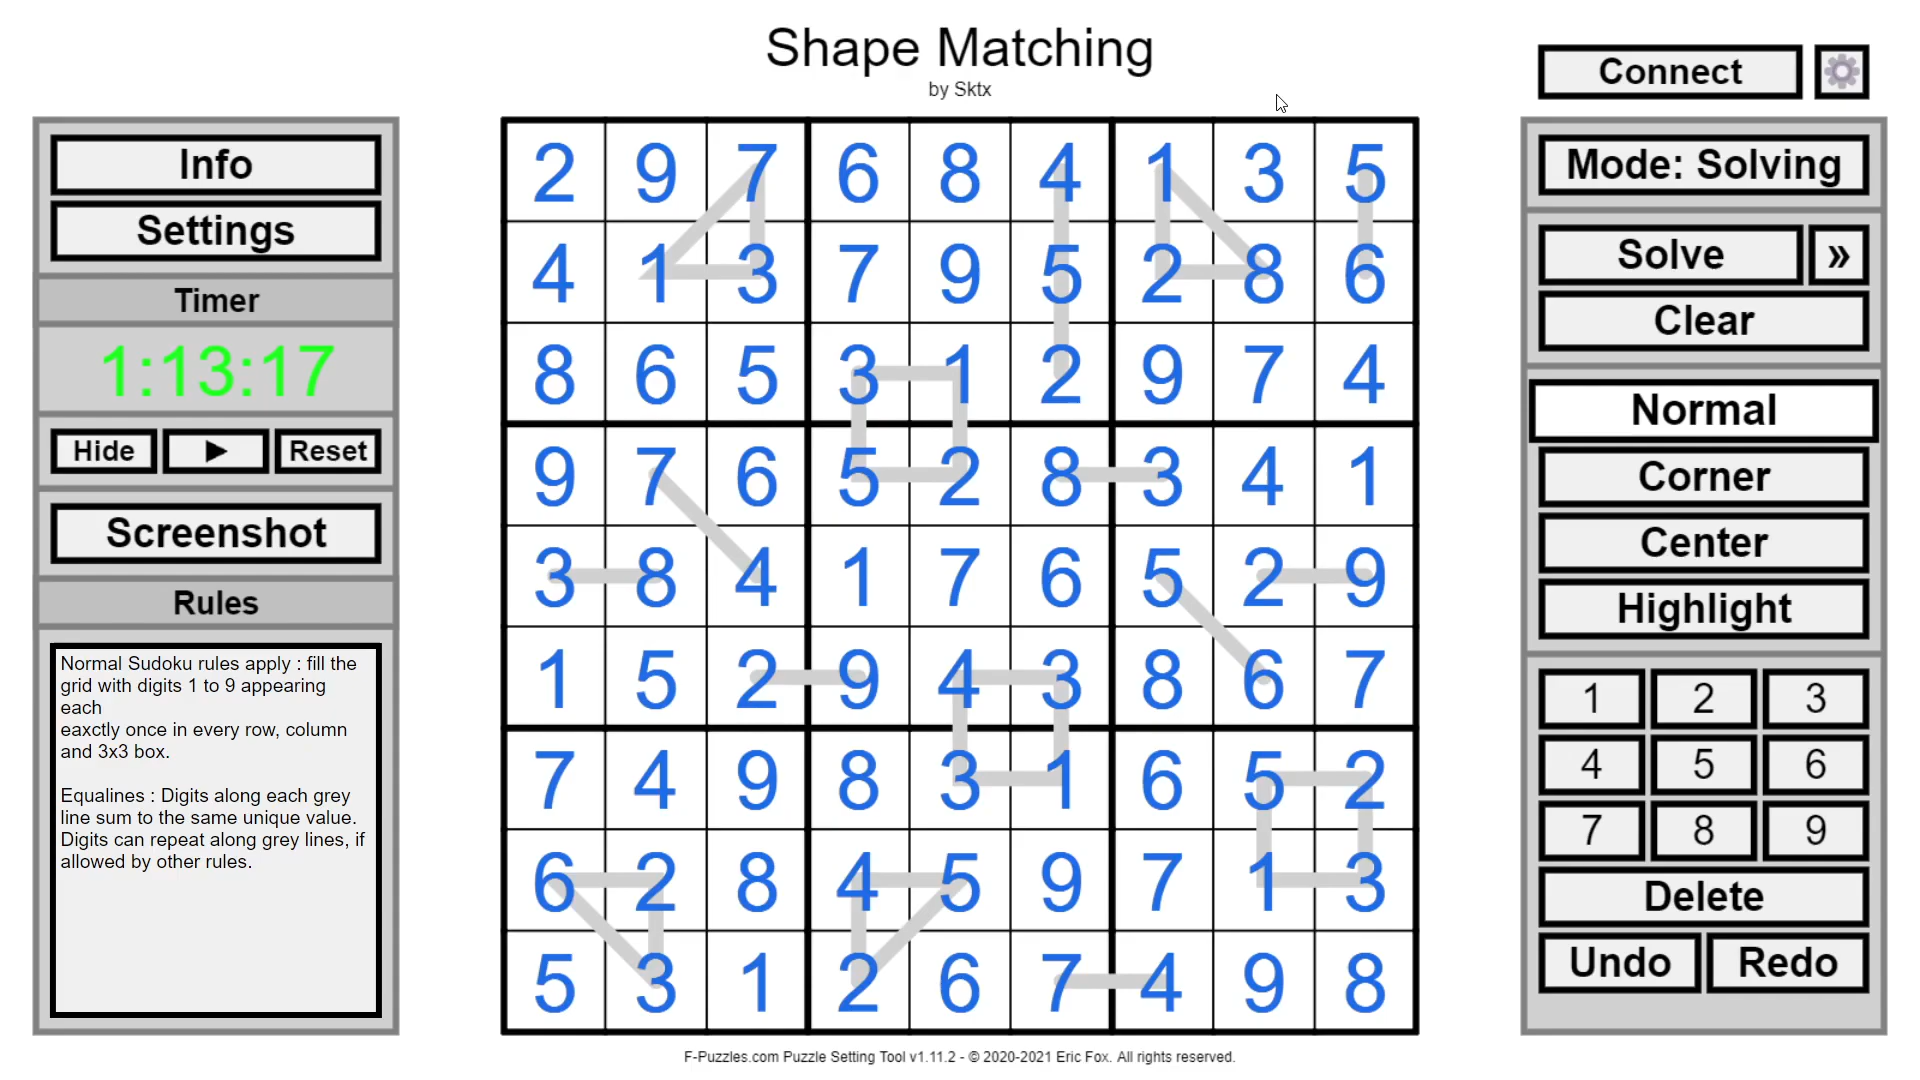 Shape Matching
by Sktx
Connect
Info
Settings
Timer
1:13:17
Hide
Reset
Screenshot
Rules
Normal Sudoku rules apply : fill the
grid with digits 1 to 9 appearing
each
eaxctly once in every row, column
and 3x3 box.
Equalines : Digits along each grey
line sum to the same unique value.
Digits can repeat along grey lines, if
allowed by other rules.
2 9 7 6 8 4 1 3 5
4 1 3 7 9 5 2 8 6
8 6 5 3 1 2 9 7 4
9 7 6 5 2 8 3 4 1
3 8 4 1 7 6 5 2 9
1 5 2 9 4 3 8 6 7
7 4 9 8 3 1 6 5 2
6 2 8 4 5 9 7 1 3
5 3 1 2 6 7 4 9 8
Mode: Solving
Solve »
Clear
Normal
Corner
Center
Highlight
1 2 3
4 5 6
7 8 9
Delete
Undo Redo
F-Puzzles.com Puzzle Setting Tool v1.11.2 - © 2020-2021 Eric Fox. All rights reserved.